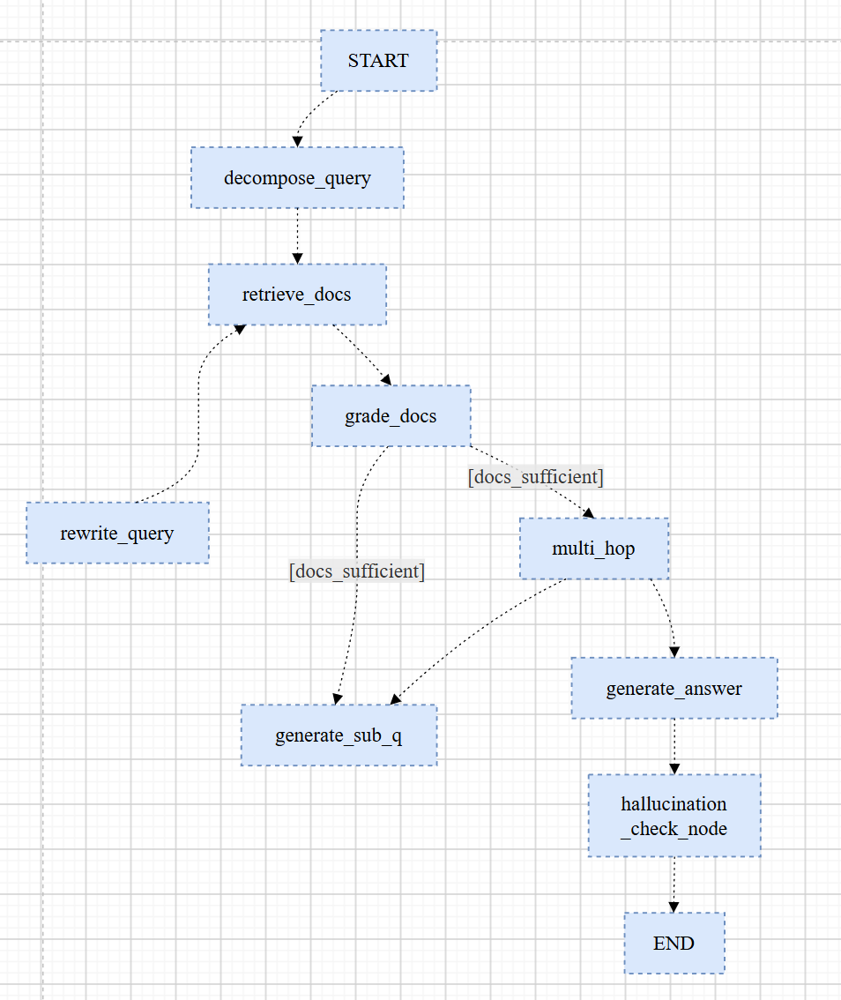 START
decompose_query
retrieve_docs
grade_docs
[docs_sufficient]
rewrite_query
multi_hop
[docs_sufficient]
generate_answer
generate_sub_q
hallucination
_check_node
END